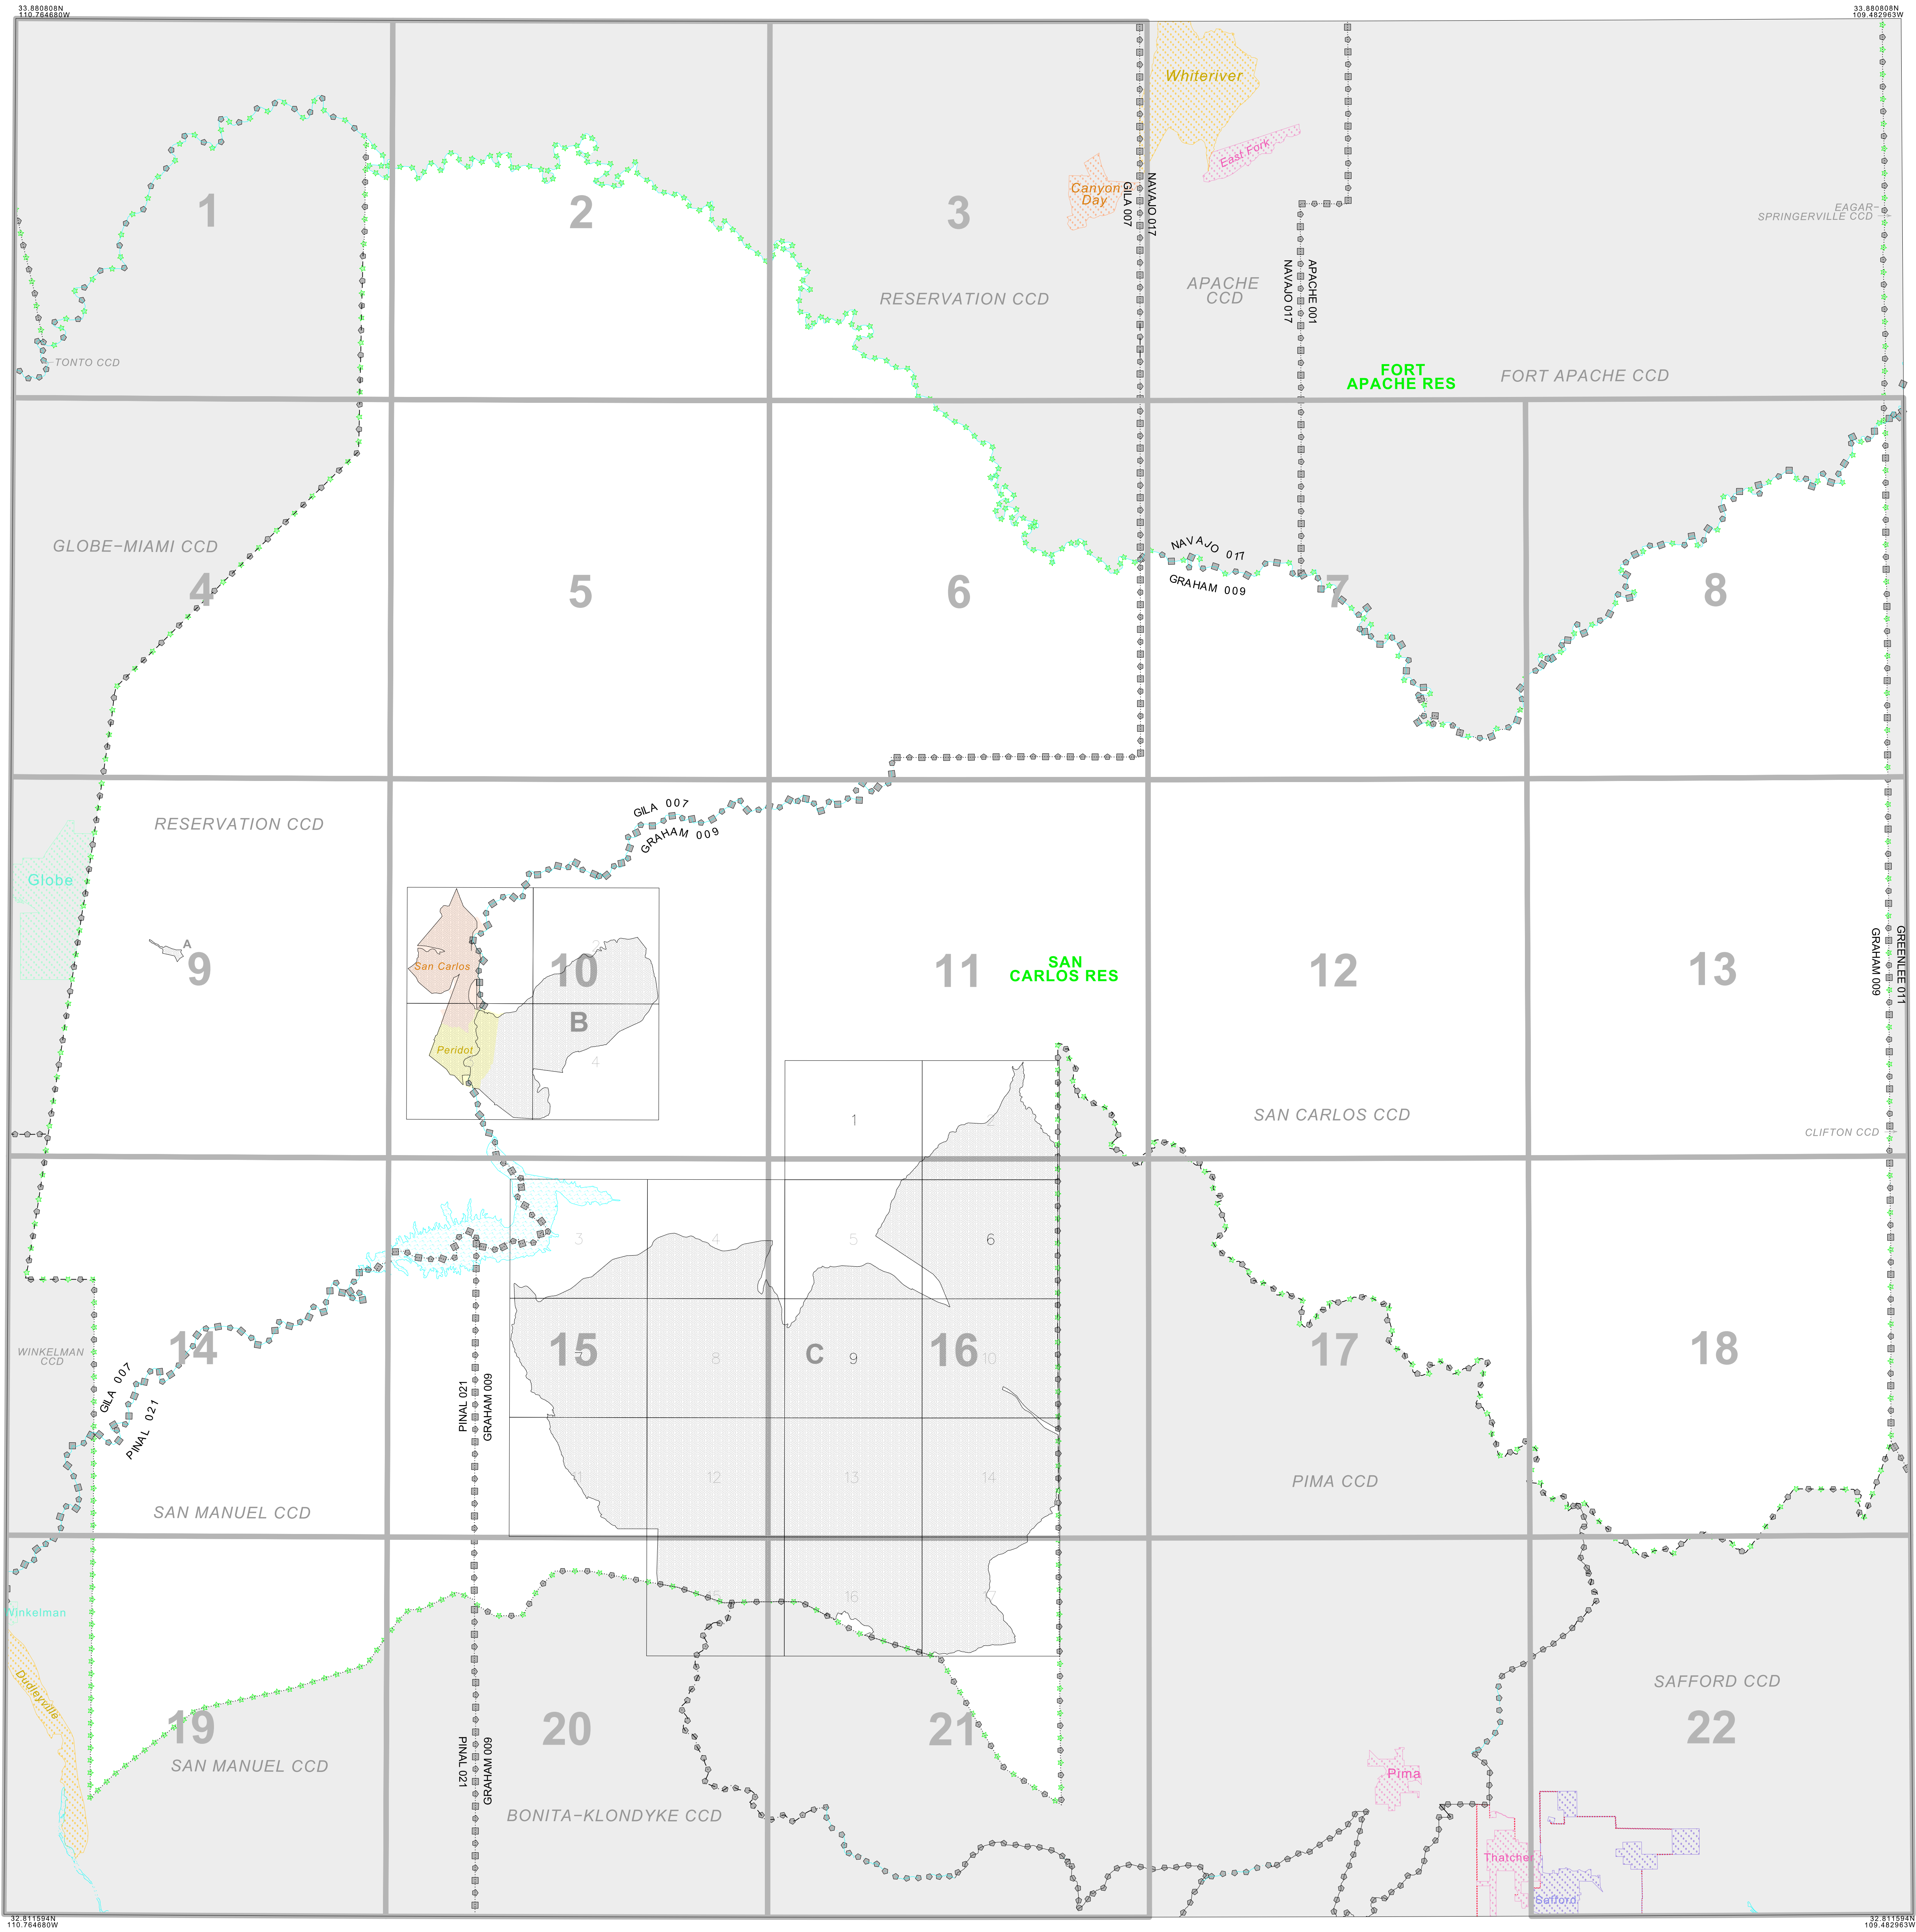 33.880808N
110.764680W
33.880808N
109.482963W
Whiteriver
East Fork
Canyon
Day
GILA 007
NAVAJO 017
1
2
3
EAGAR-
SPRINGERVILLE CCD
RESERVATION CCD
APACHE
CCD
NAVAJO 017
APACHE 001
TONTO CCD
FORT
APACHE RES
FORT APACHE CCD
GLOBE-MIAMI CCD
NAVAJO 017
GRAHAM 009
4
5
6
7
8
RESERVATION CCD
GILA 007
GRAHAM 009
Globe
A
9
San Carlos
2
10
11
SAN
CARLOS RES
12
13
GRAHAM 009
GREENLEE 011
B
Peridot
4
1
2
SAN CARLOS CCD
CLIFTON CCD
3
4
5
6
WINKELMAN
CCD
14
15
7
8
C
9
16
10
17
18
GILA 007
PINAL 021
PINAL 021
GRAHAM 009
11
12
13
14
PIMA CCD
SAN MANUEL CCD
15
16
17
Winkelman
Dudleyville
19
20
21
SAFFORD CCD
22
SAN MANUEL CCD
PINAL 021
GRAHAM 009
BONITA-KLONDYKE CCD
Pima
Thatcher
Safford
32.811594N
110.764680W
32.811594N
109.482963W